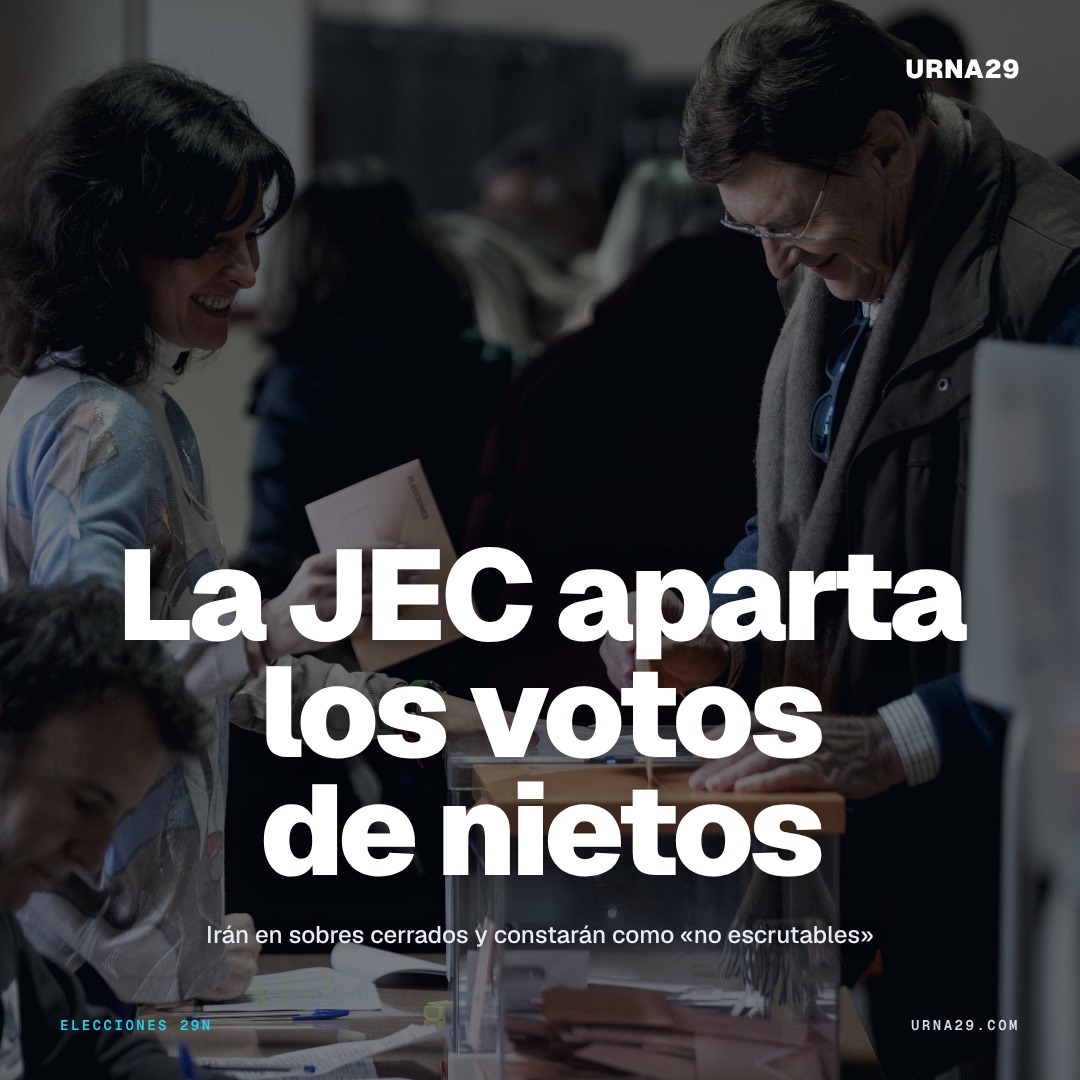 URNA29
ELECCIONES
La JEC aparta
los votos
de nietos
Irán en sobres cerrados y constarán como «no escrutables»
ELECCIONES 29N
URNA29.COM